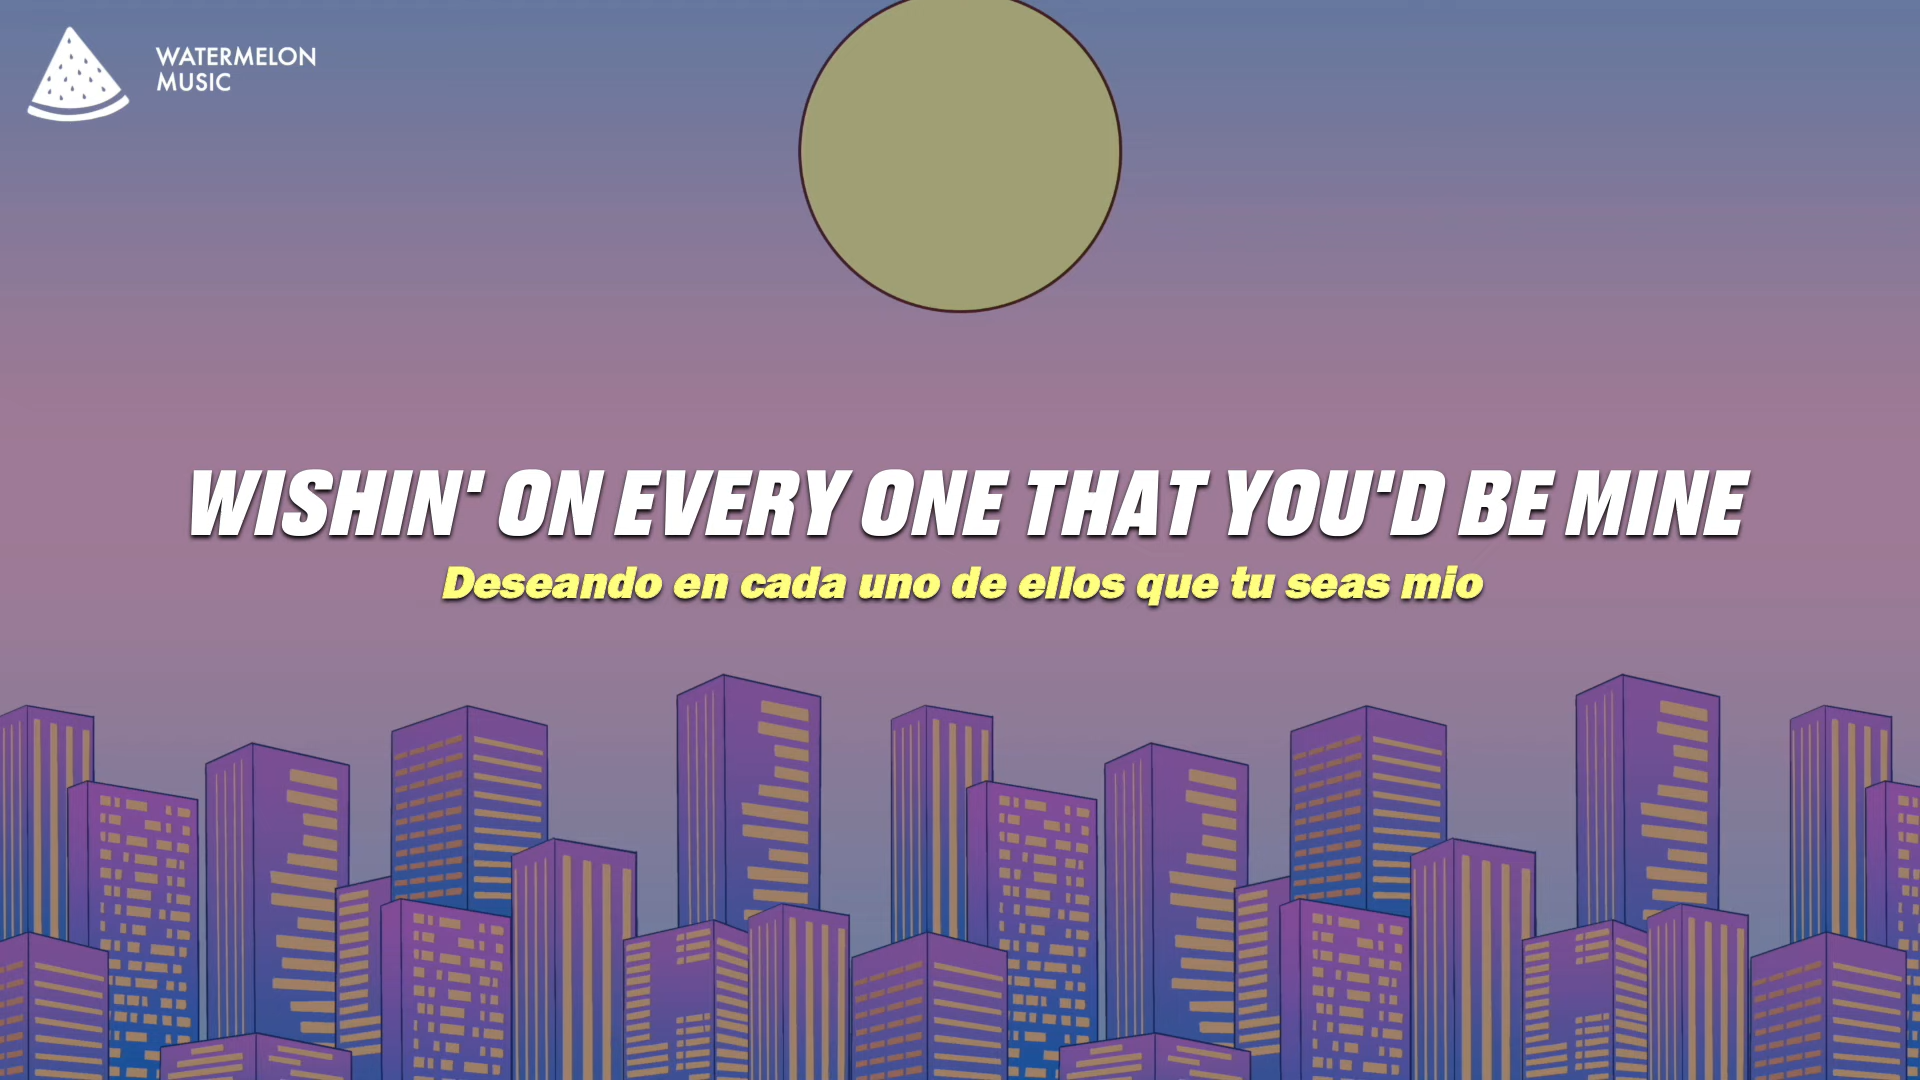 WATERMELON
MUSIC
WISHIN' ON EVERY ONE THAT YOU'D BE MINE
Deseando en cada uno de ellos que tu seas mio